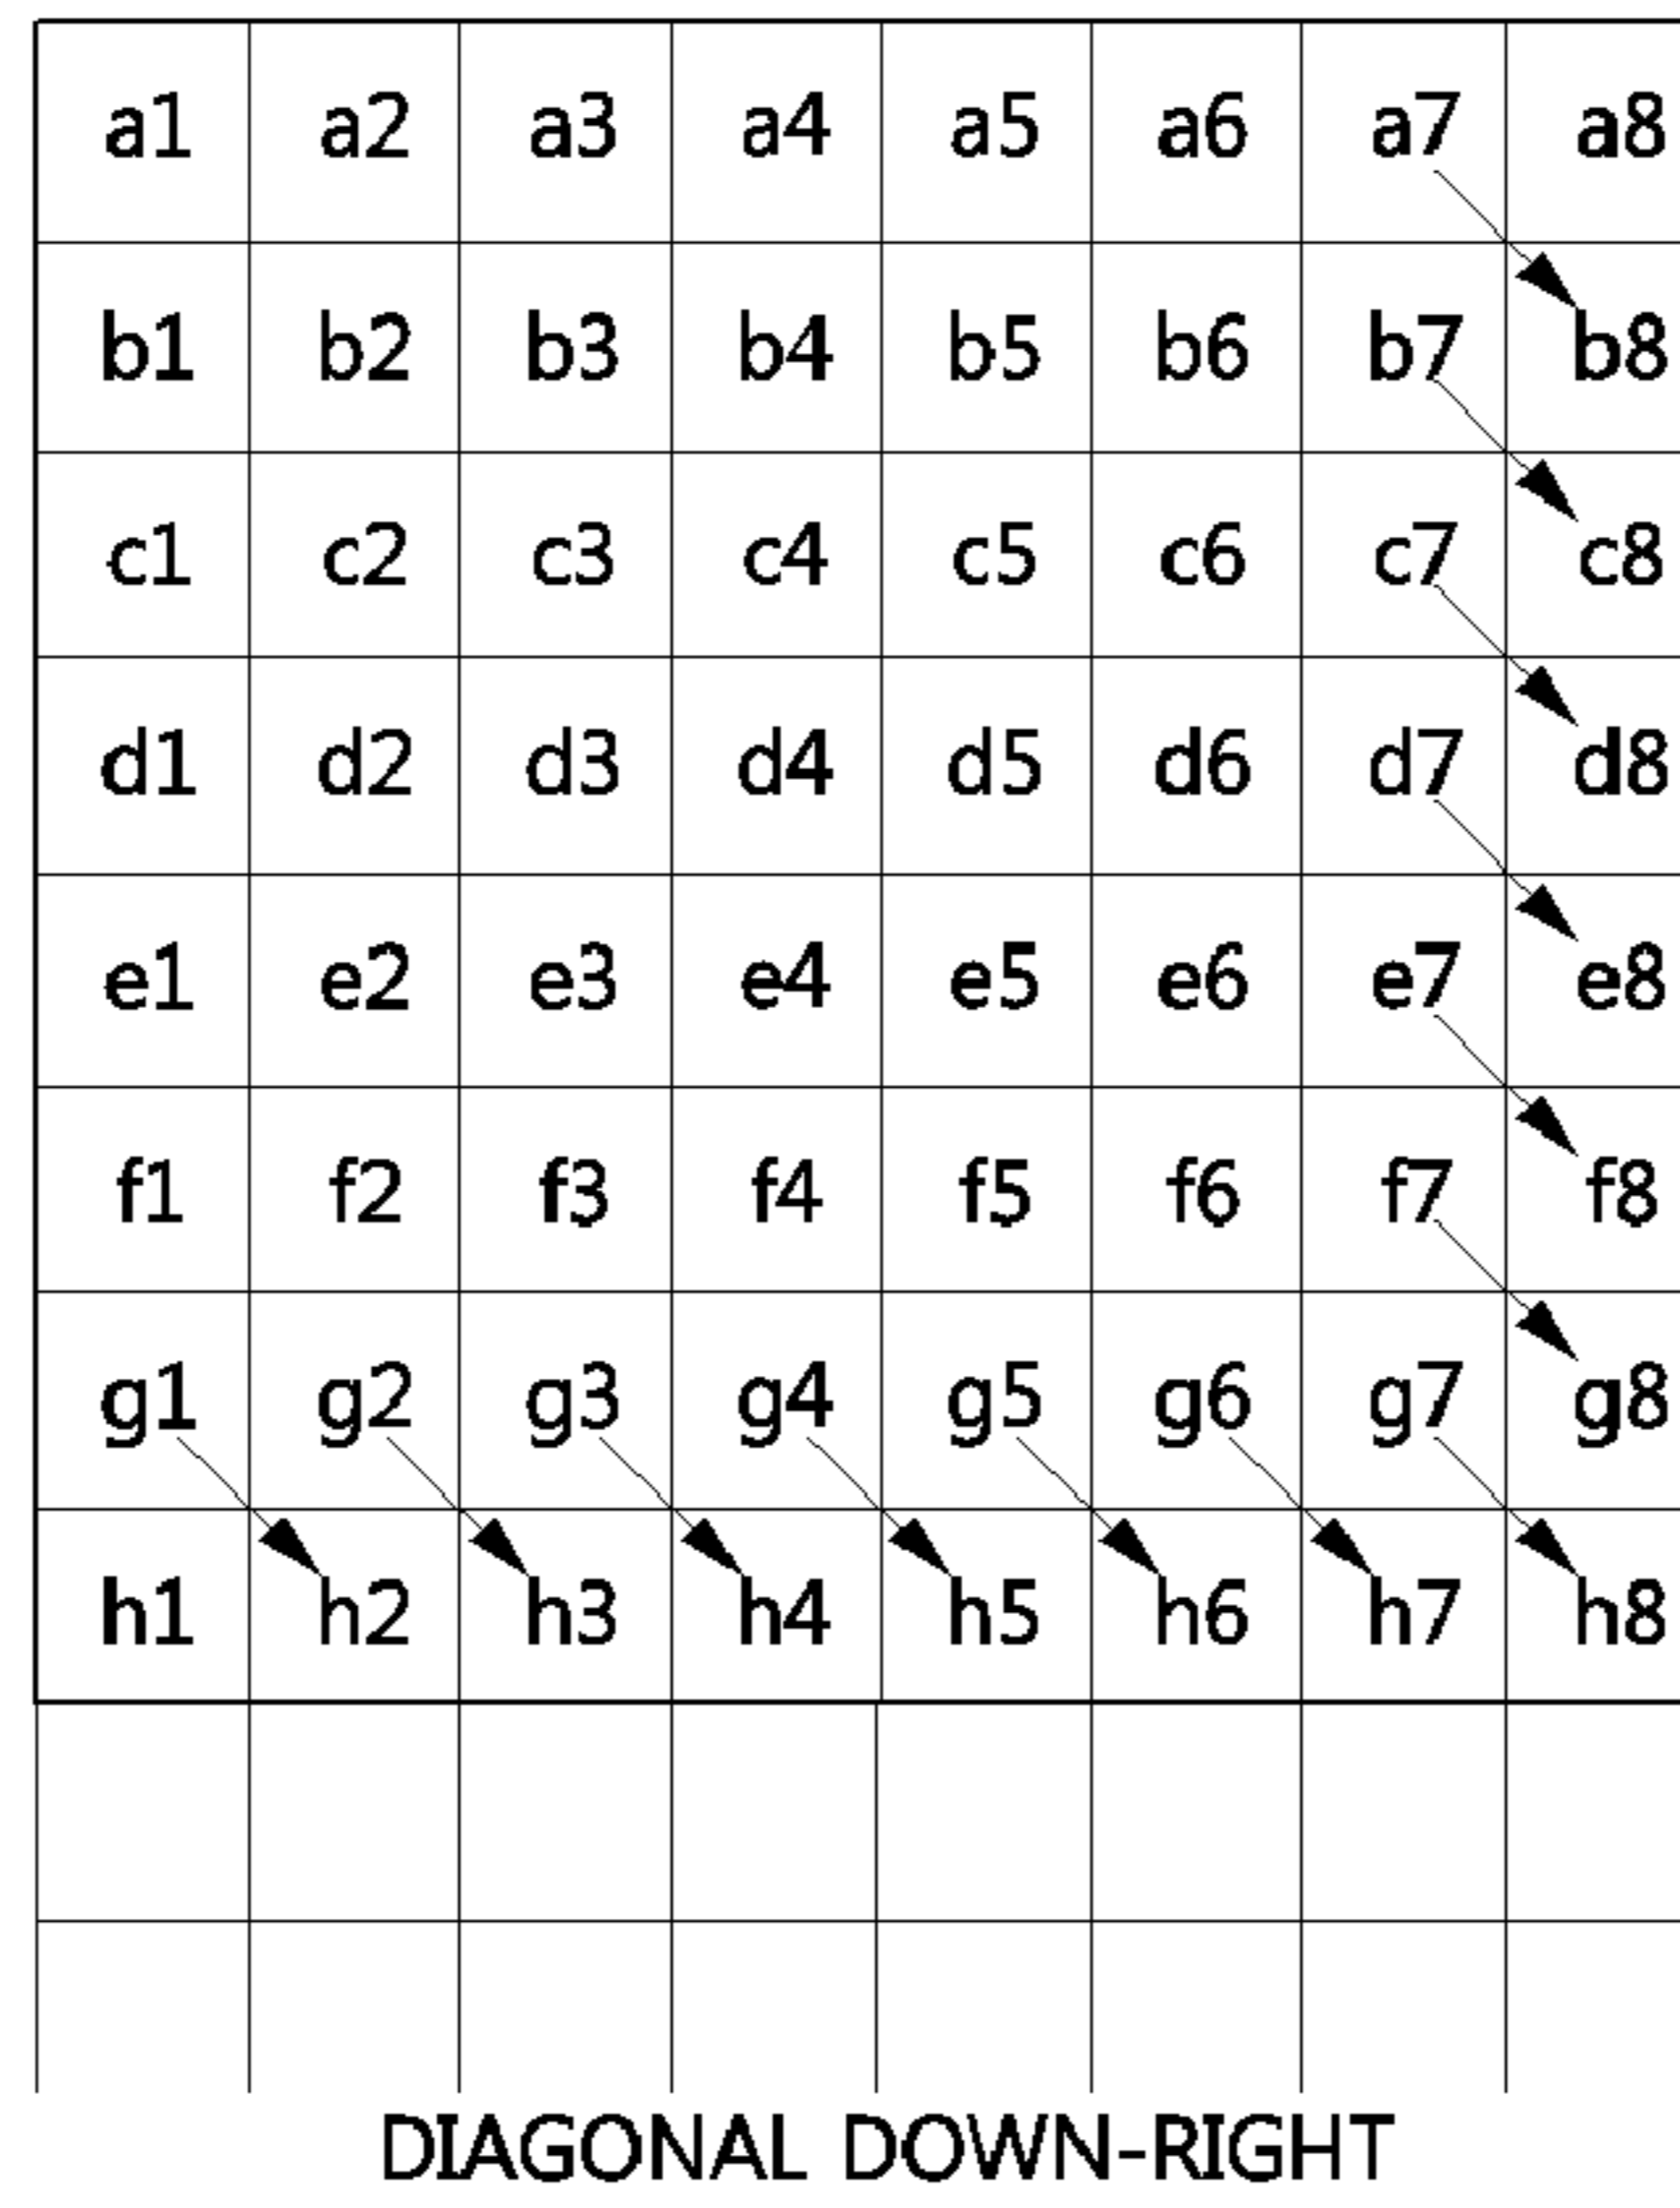 a1 a2 a3 a4 a5 a6 a7 a8
b1 b2 b3 b4 b5 b6 b7 b8
c1 c2 c3 c4 c5 c6 c7 c8
d1 d2 d3 d4 d5 d6 d7 d8
e1 e2 e3 e4 e5 e6 e7 e8
f1 f2 f3 f4 f5 f6 f7 f8
g1 g2 g3 g4 g5 g6 g7 g8
h1 h2 h3 h4 h5 h6 h7 h8
DIAGONAL DOWN-RIGHT